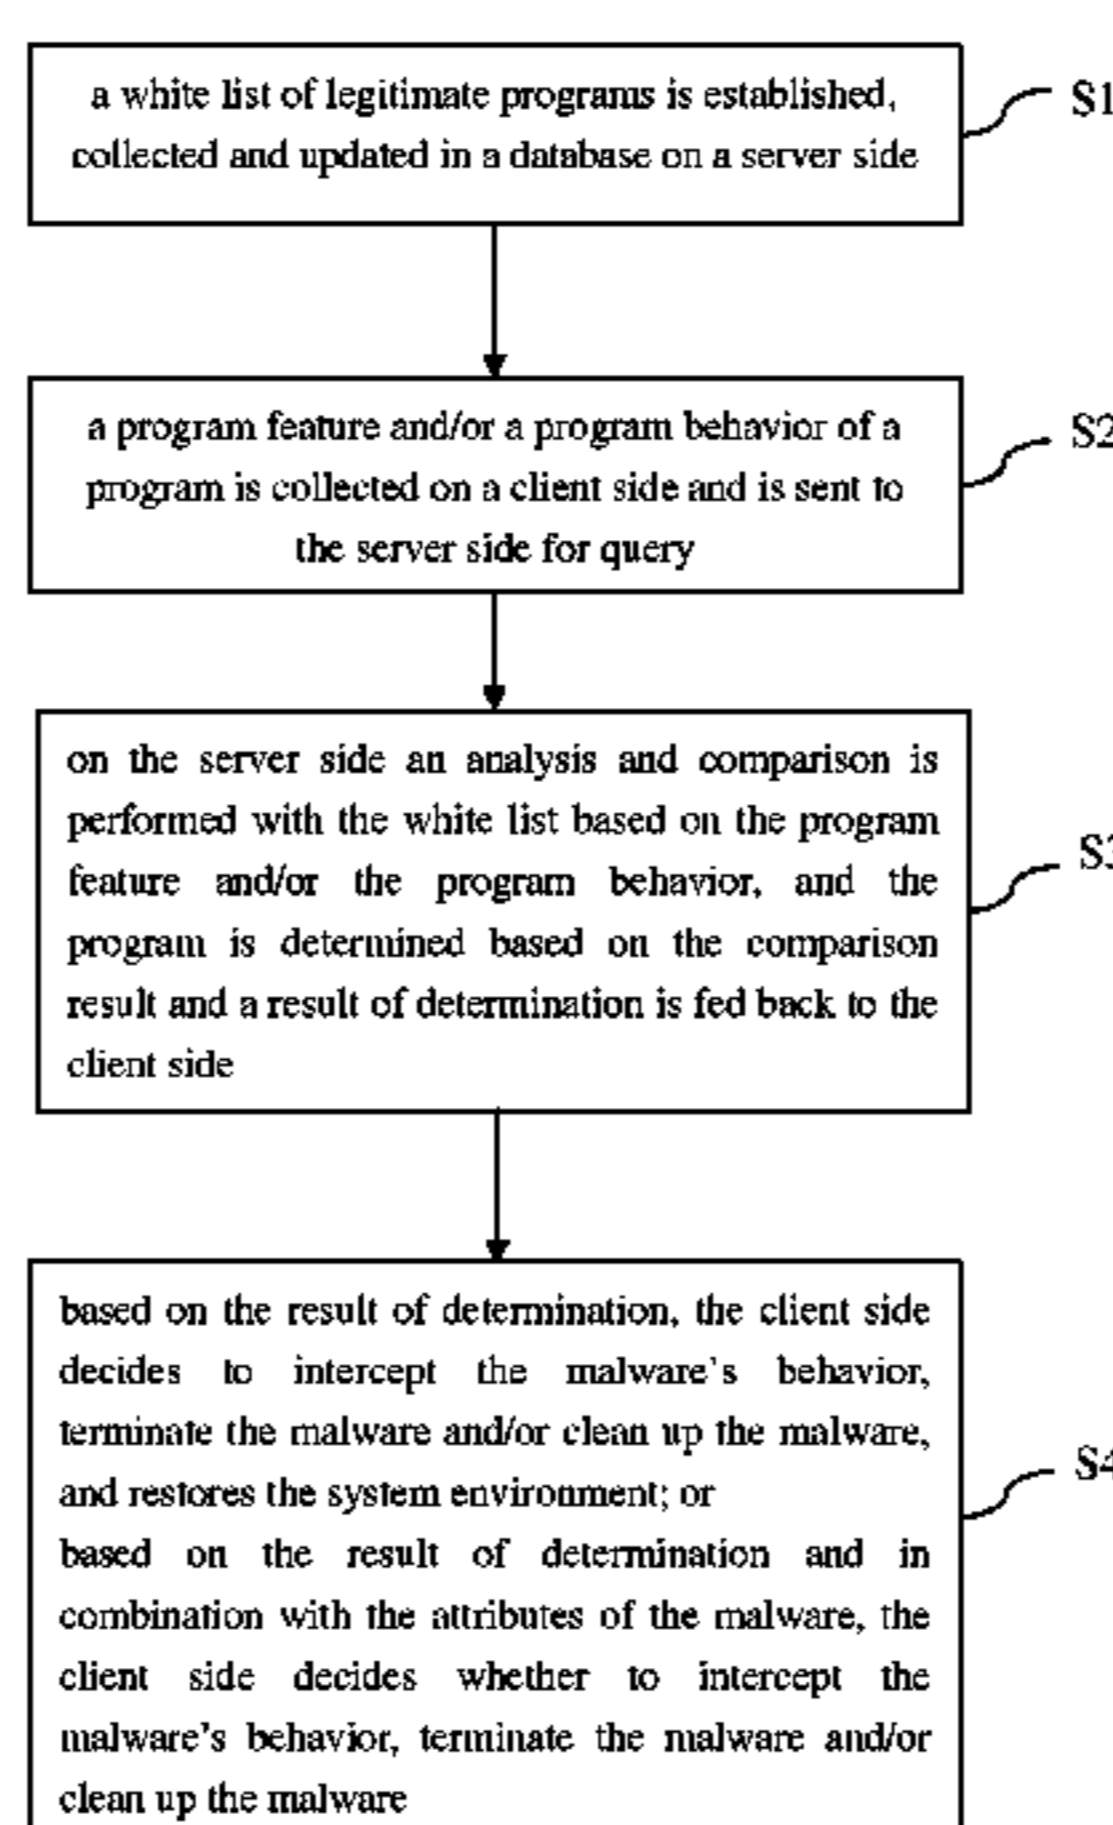 a white list of legitimate programs is established,
collected and updated in a database on a server side
S1
a program feature and/or a program behavior of a
program is collected on a client side and is sent to
the server side for query
S2
on the server side an analysis and comparison is
performed with the white list based on the program
feature and/or the program behavior, and the
program is determined based on the comparison
result and a result of determination is fed back to the
client side
S3
based on the result of determination, the client side
decides to intercept the malware's behavior,
terminate the malware and/or clean up the malware,
and restores the system environment; or
based on the result of determination and in
combination with the attributes of the malware, the
client side decides whether to intercept the
malware's behavior, terminate the malware and/or
clean up the malware
S4